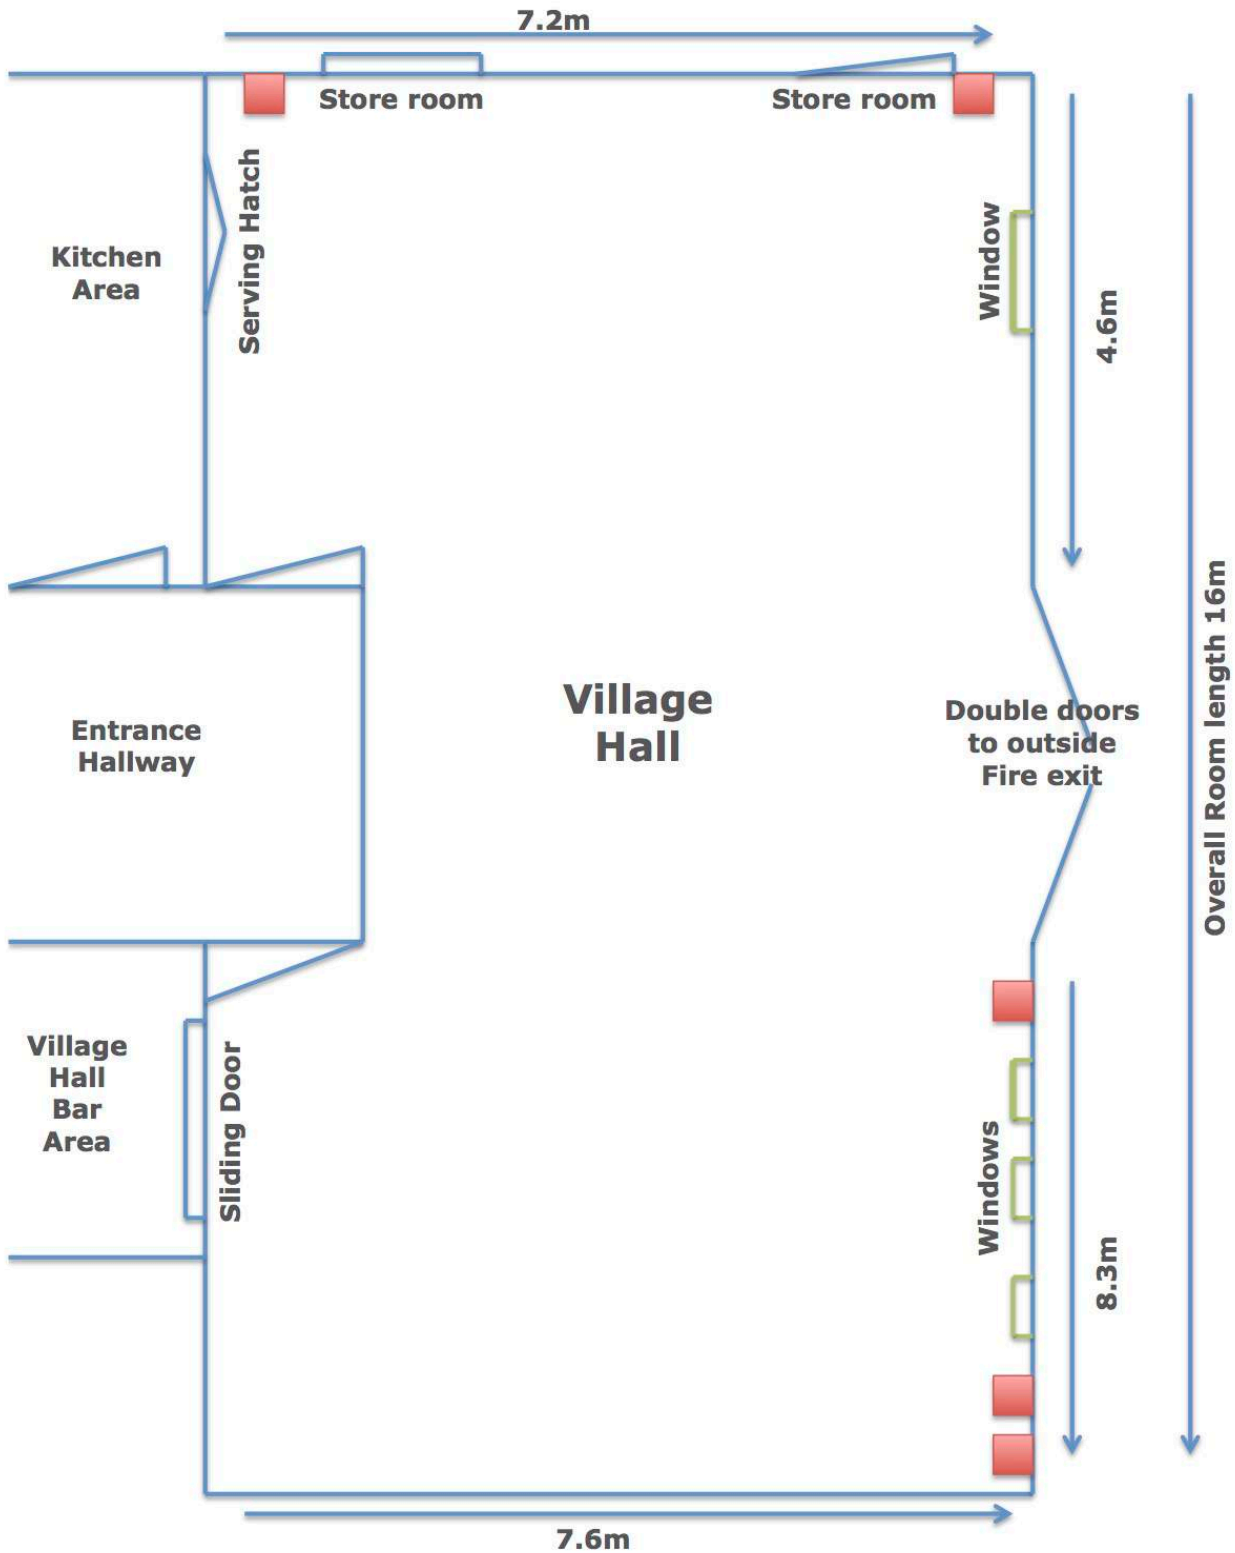 7.2m
Store room
Store room
Serving Hatch
Window
Kitchen
Area
4.6m
Overall Room length 16m
Village
Hall
Entrance
Hallway
Double doors
to outside
Fire exit
Village
Hall
Bar
Area
Sliding Door
Windows
8.3m
7.6m